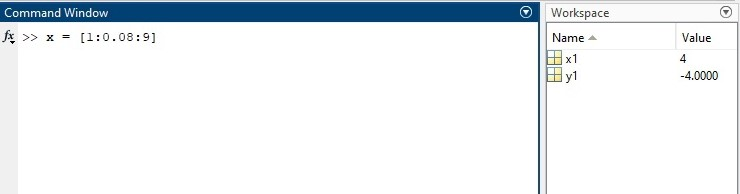 Command Window
fx >> x = [1:0.08:9]
Workspace
Name Value
x1 4
y1 -4.0000